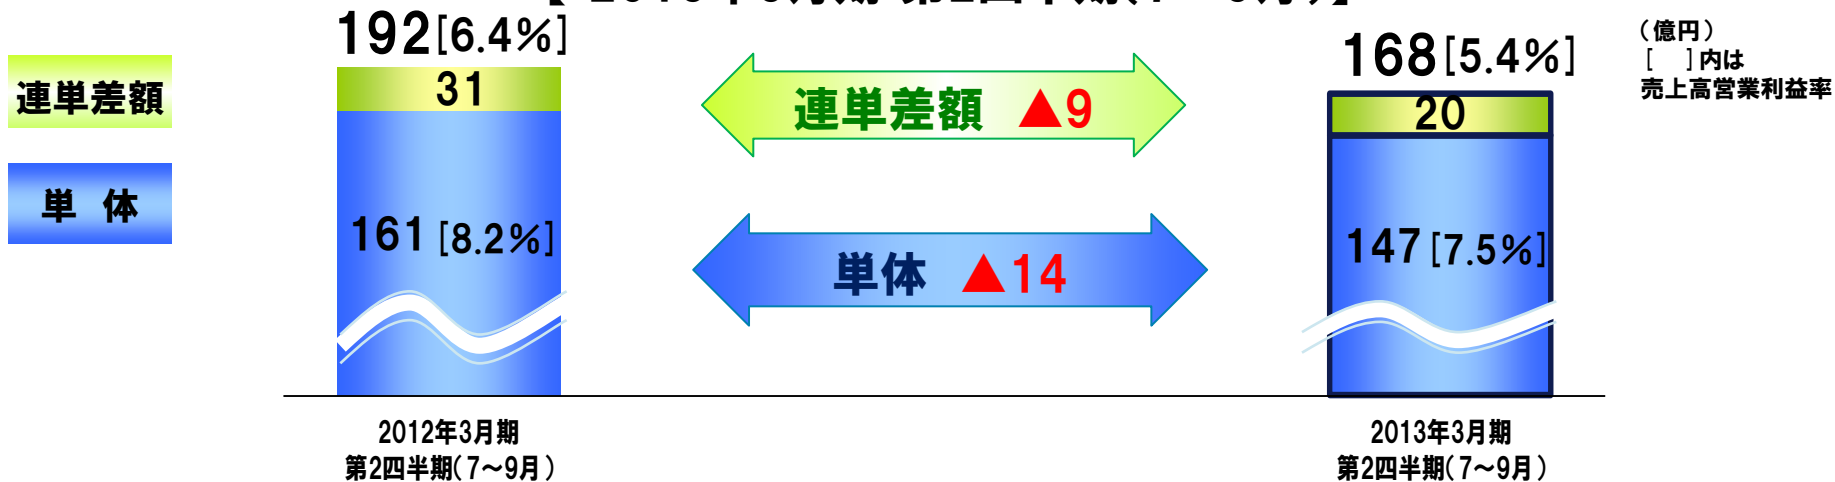 192[6.4%]
168[5.4%]
(億円)
[ ]内は
売上高営業利益率
連単差額
31
連単差額 ▲9
20
単 体
161[8.2%]
単体 ▲14
147[7.5%]
2012年3月期
第2四半期(7～9月)
2013年3月期
第2四半期(7～9月)